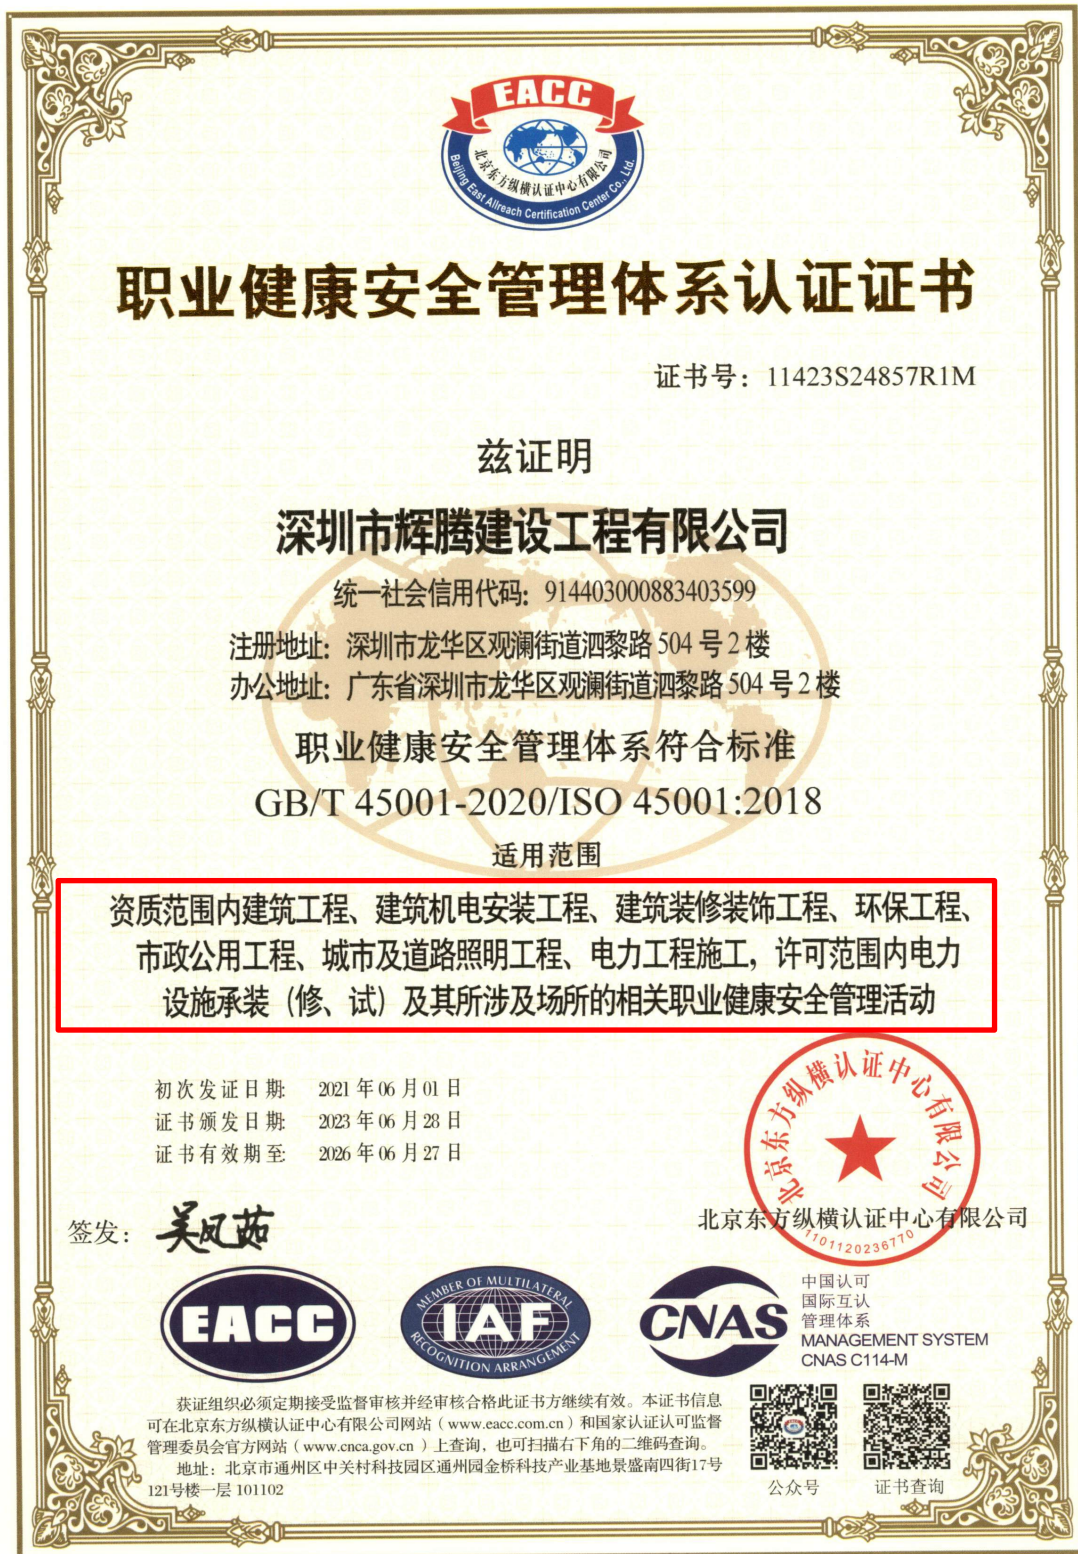 EACC
北京东方纵横认证中心有限公司
Beijing East Allreach Certification Center Co., Ltd.
职业健康安全管理体系认证证书
证书号：11423S24857R1M
兹证明
深圳市辉腾建设工程有限公司
统一社会信用代码：914403000883403599
注册地址：深圳市龙华区观澜街道泗黎路504号2楼
办公地址：广东省深圳市龙华区观澜街道泗黎路504号2楼
职业健康安全管理体系符合标准
GB/T 45001-2020/ISO 45001:2018
适用范围
资质范围内建筑工程、建筑机电安装工程、建筑装修装饰工程、环保工程、
市政公用工程、城市及道路照明工程、电力工程施工，许可范围内电力
设施承装（修、试）及其所涉及场所的相关职业健康安全管理活动
初次发证日期: 2021年06月01日
证书颁发日期: 2023年06月28日
证书有效期至: 2026年06月27日
北京东方纵横认证中心有限公司
1101120236770
签发：吴凤茹
北京东方纵横认证中心有限公司
EACC
MEMBER OF MULTILATERAL
IAF
RECOGNITION ARRANGEMENT
CNAS
中国认可
国际互认
管理体系
MANAGEMENT SYSTEM
CNAS C114-M
获证组织必须定期接受监督审核并经审核合格此证书方继续有效。本证书信息
可在北京东方纵横认证中心有限公司网站（www.eacc.com.cn）和国家认证认可监督
管理委员会官方网站（www.cnca.gov.cn）上查询，也可扫描右下角的二维码查询。
地址：北京市通州区中关村科技园区通州园金桥科技产业基地景盛南四街17号
121号楼一层 101102
公众号
证书查询